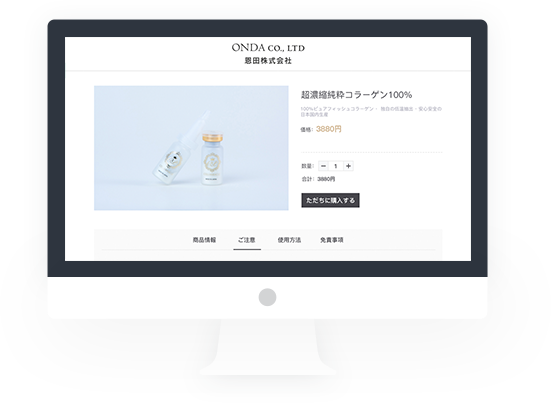 ONDA CO., LTD
恩田株式会社
超濃縮純粋コラーゲン100%
100%ピュアフィッシュコラーゲン・ 独自の低温抽出・安心安全の
日本国内生産
価格: 3880円
数量: − 1 +
合計: 3880円
ただちに購入する
商品情報 ご注意 使用方法 免責事項